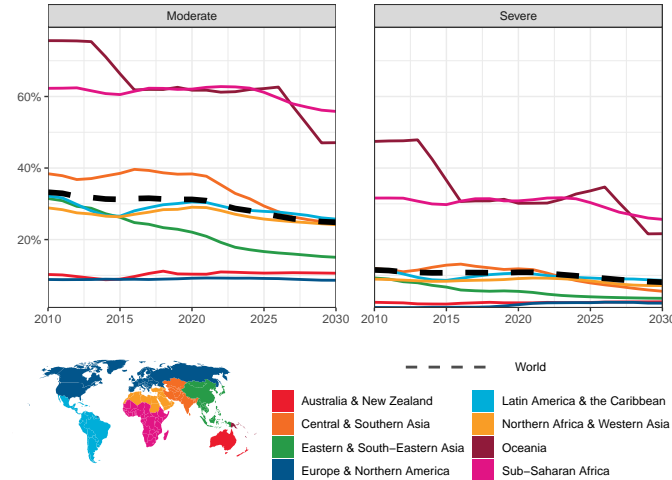 Moderate
Severe
60%
40%
20%
2010
2015
2020
2025
2030
2010
2015
2020
2025
2030
World
Australia & New Zealand
Central & Southern Asia
Eastern & South−Eastern Asia
Europe & Northern America
Latin America & the Caribbean
Northern Africa & Western Asia
Oceania
Sub−Saharan Africa